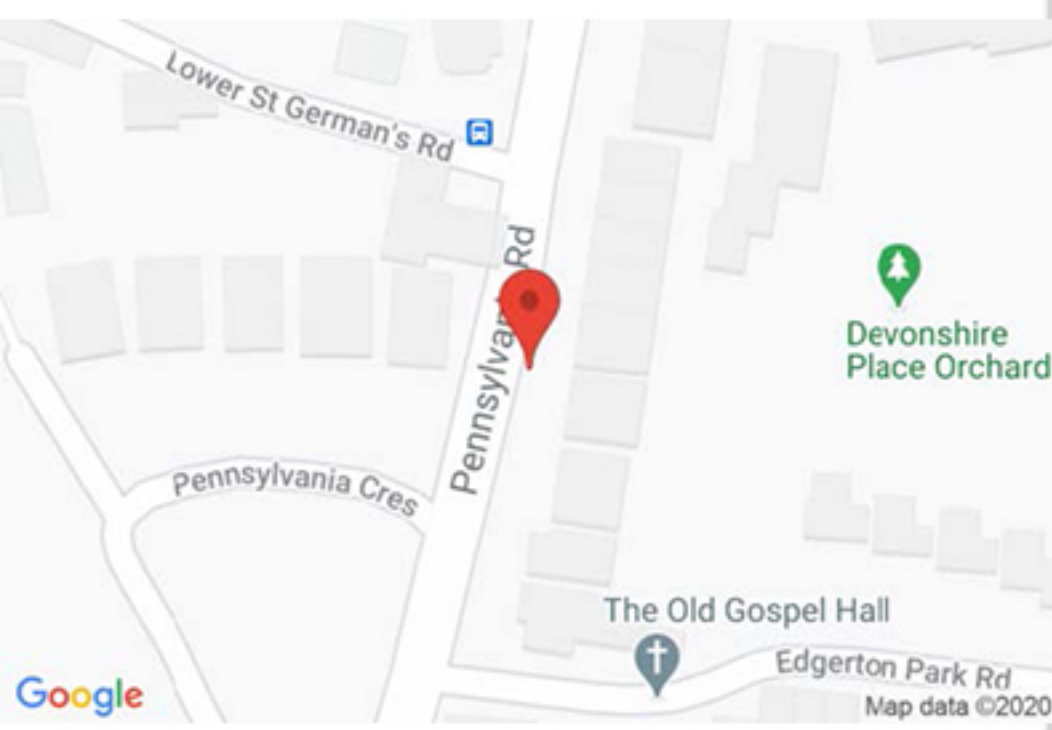 Lower St German's Rd
Pennsylvania Rd
Devonshire
Place Orchard
Pennsylvania Cres
The Old Gospel Hall
Edgerton Park Rd
Google
Map data ©2020